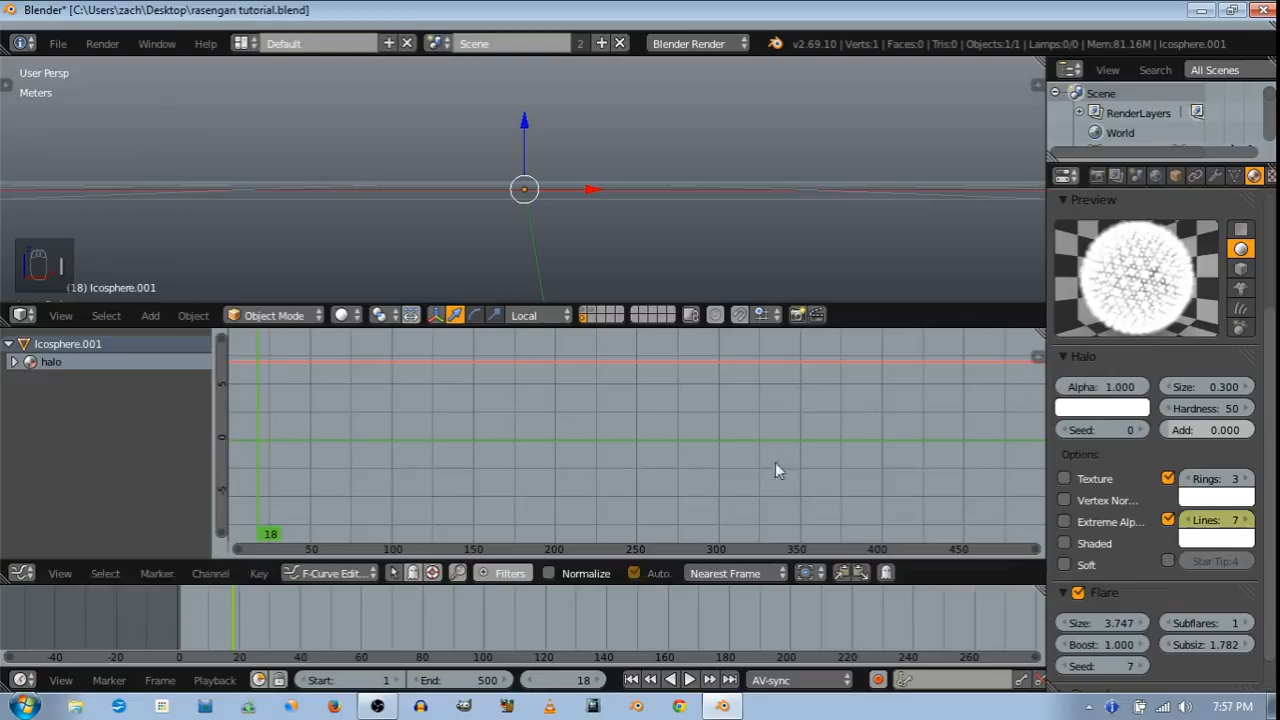 Blender* [C:\Users\zach\Desktop\rasengan tutorial.blend]
File Render Window Help Default Scene 2 Blender Render v2.69.10 | Verts:1 | Faces:0 | Tris:0 | Objects:1/1 | Lamps:0/0 | Mem:81.16M | Icosphere.001
User Persp
Meters
View Search All Scenes
Scene
RenderLayers
World
Preview
(18) Icosphere.001
View Select Add Object Object Mode Local
Icosphere.001
halo
5
0
-5
18
50 100 150 200 250 300 350 400 450
Halo
Alpha: 1.000 Size: 0.300
Hardness: 50
Seed: 0 Add: 0.000
Options:
Texture Rings: 3
Vertex Nor...
Extreme Alp... Lines: 7
Shaded
Soft Star Tip:4
View Select Marker Channel Key F-Curve Edit... Filters Normalize Auto. Nearest Frame
Flare
Size: 3.747 Subflares: 1
Boost: 1.000 Subsiz: 1.782
Seed: 7
-40 -20 0 20 40 60 80 100 120 140 160 180 200 220 240 260
View Marker Frame Playback Start: 1 End: 500 18 AV-sync
7:57 PM